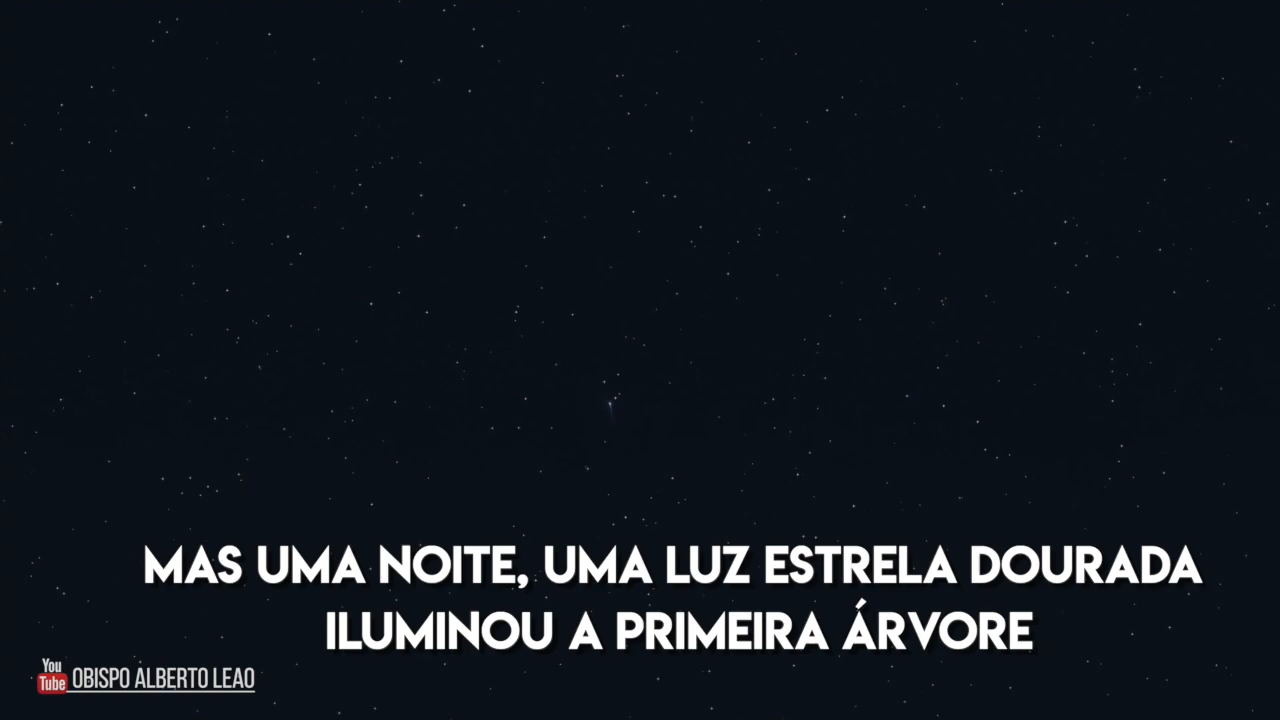 MAS UMA NOITE, UMA LUZ ESTRELA DOURADA
ILUMINOU A PRIMEIRA ÁRVORE
You
Tube OBISPO ALBERTO LEAO